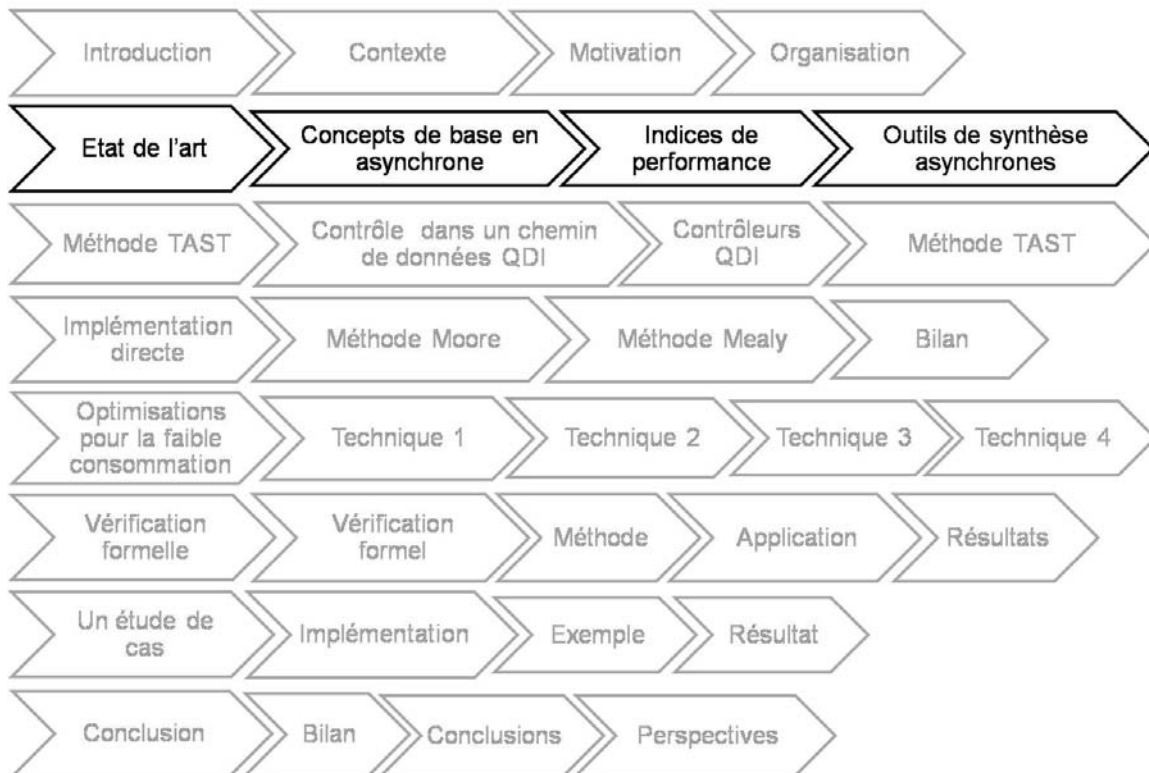 Introduction
Contexte
Motivation
Organisation
Etat de l'art
Concepts de base en
asynchrone
Indices de
performance
Outils de synthèse
asynchrones
Méthode TAST
Contrôle dans un chemin
de données QDI
Contrôleurs
QDI
Méthode TAST
Implémentation
directe
Méthode Moore
Méthode Mealy
Bilan
Optimisations
pour la faible
consommation
Technique 1
Technique 2
Technique 3
Technique 4
Vérification
formelle
Vérification
formel
Méthode
Application
Résultats
Un étude de
cas
Implémentation
Exemple
Résultat
Conclusion
Bilan
Conclusions
Perspectives